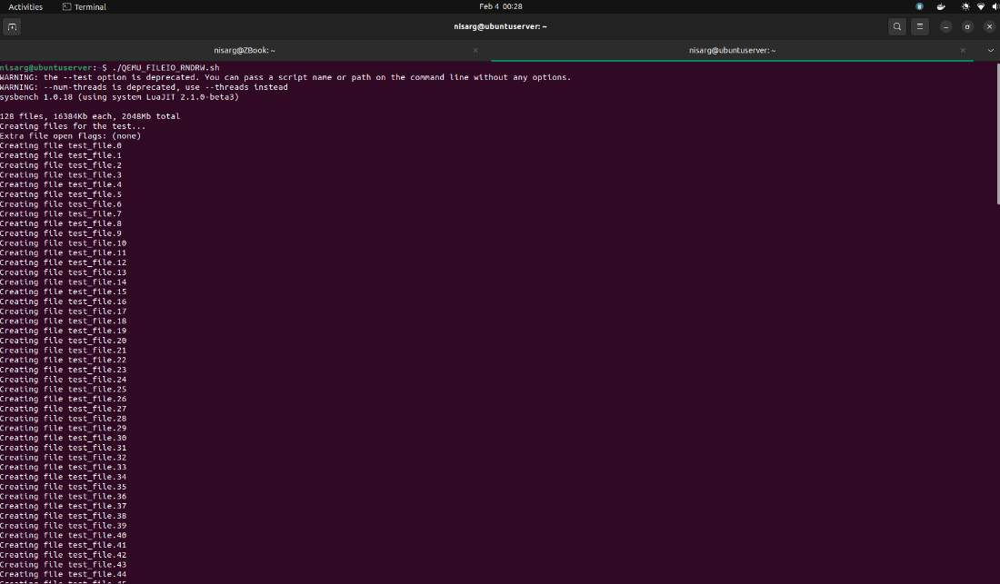 Activities Terminal Feb 4 00:28
nisarg@ubuntuserver: ~
nisarg@ZBook: ~ nisarg@ubuntuserver: ~
nisarg@ubuntuserver:~$ ./QEMU_FILEIO_RNDRW.sh
WARNING: the --test option is deprecated. You can pass a script name or path on the command line without any options.
WARNING: --num-threads is deprecated, use --threads instead
sysbench 1.0.18 (using system LuaJIT 2.1.0-beta3)
128 files, 16384Kb each, 2048Mb total
Creating files for the test...
Extra file open flags: (none)
Creating file test_file.0
Creating file test_file.1
Creating file test_file.2
Creating file test_file.3
Creating file test_file.4
Creating file test_file.5
Creating file test_file.6
Creating file test_file.7
Creating file test_file.8
Creating file test_file.9
Creating file test_file.10
Creating file test_file.11
Creating file test_file.12
Creating file test_file.13
Creating file test_file.14
Creating file test_file.15
Creating file test_file.16
Creating file test_file.17
Creating file test_file.18
Creating file test_file.19
Creating file test_file.20
Creating file test_file.21
Creating file test_file.22
Creating file test_file.23
Creating file test_file.24
Creating file test_file.25
Creating file test_file.26
Creating file test_file.27
Creating file test_file.28
Creating file test_file.29
Creating file test_file.30
Creating file test_file.31
Creating file test_file.32
Creating file test_file.33
Creating file test_file.34
Creating file test_file.35
Creating file test_file.36
Creating file test_file.37
Creating file test_file.38
Creating file test_file.39
Creating file test_file.40
Creating file test_file.41
Creating file test_file.42
Creating file test_file.43
Creating file test_file.44